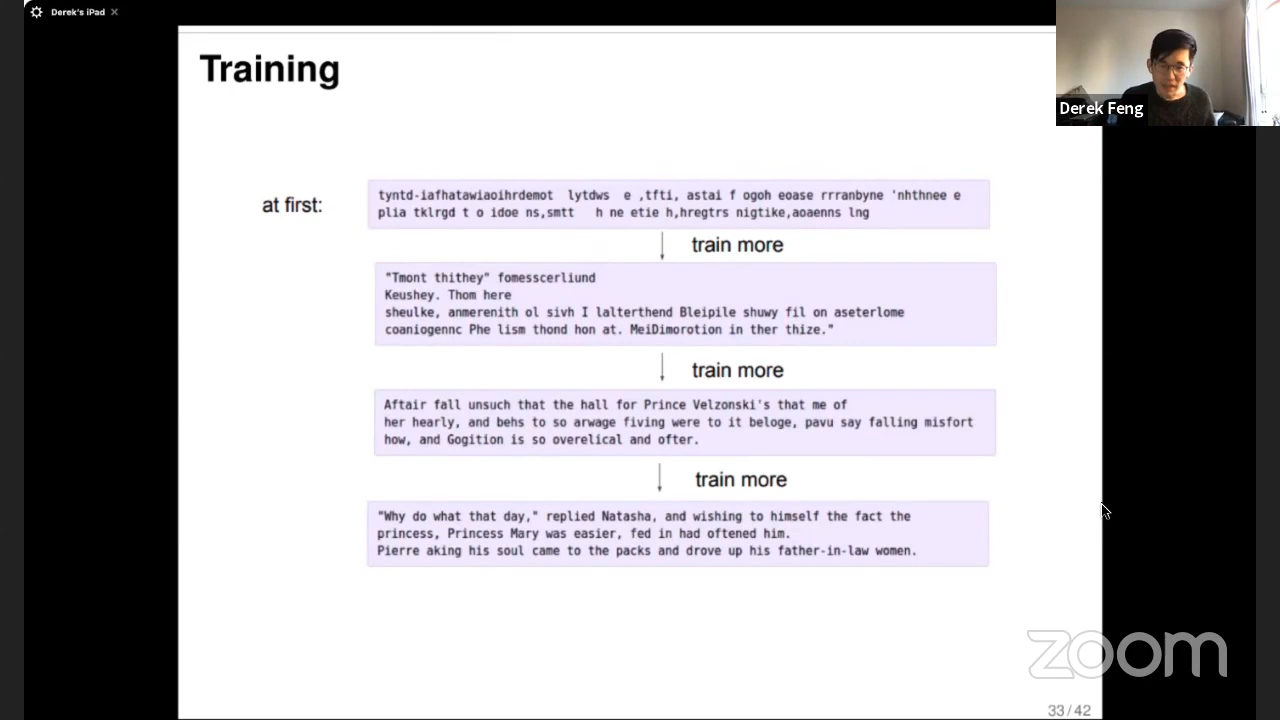 Derek's iPad ×
Training
Derek Feng
at first:
tyntd-iafhatawiaoihrdemot lytdws e ,tfti, astai f ogoh eoase rrranbyne 'nhthnee e
plia tklrgd t o idoe ns,smtt h ne etie h,hregtrs nigtike,aoaenns lng
train more
"Tmont thithey" fomesscerliund
Keushey. Thom here
sheulke, anmerenith ol sivh I lalterthend Bleipile shuwy fil on aseterlome
coaniogennc Phe lism thond hon at. MeiDimorotion in ther thize."
train more
Aftair fall unsuch that the hall for Prince Velzonski's that me of
her hearly, and behs to so arwage fiving were to it beloge, pavu say falling misfort
how, and Gogition is so overelical and ofter.
train more
"Why do what that day," replied Natasha, and wishing to himself the fact the
princess, Princess Mary was easier, fed in had oftened him.
Pierre aking his soul came to the packs and drove up his father-in-law women.
zoom
33/42